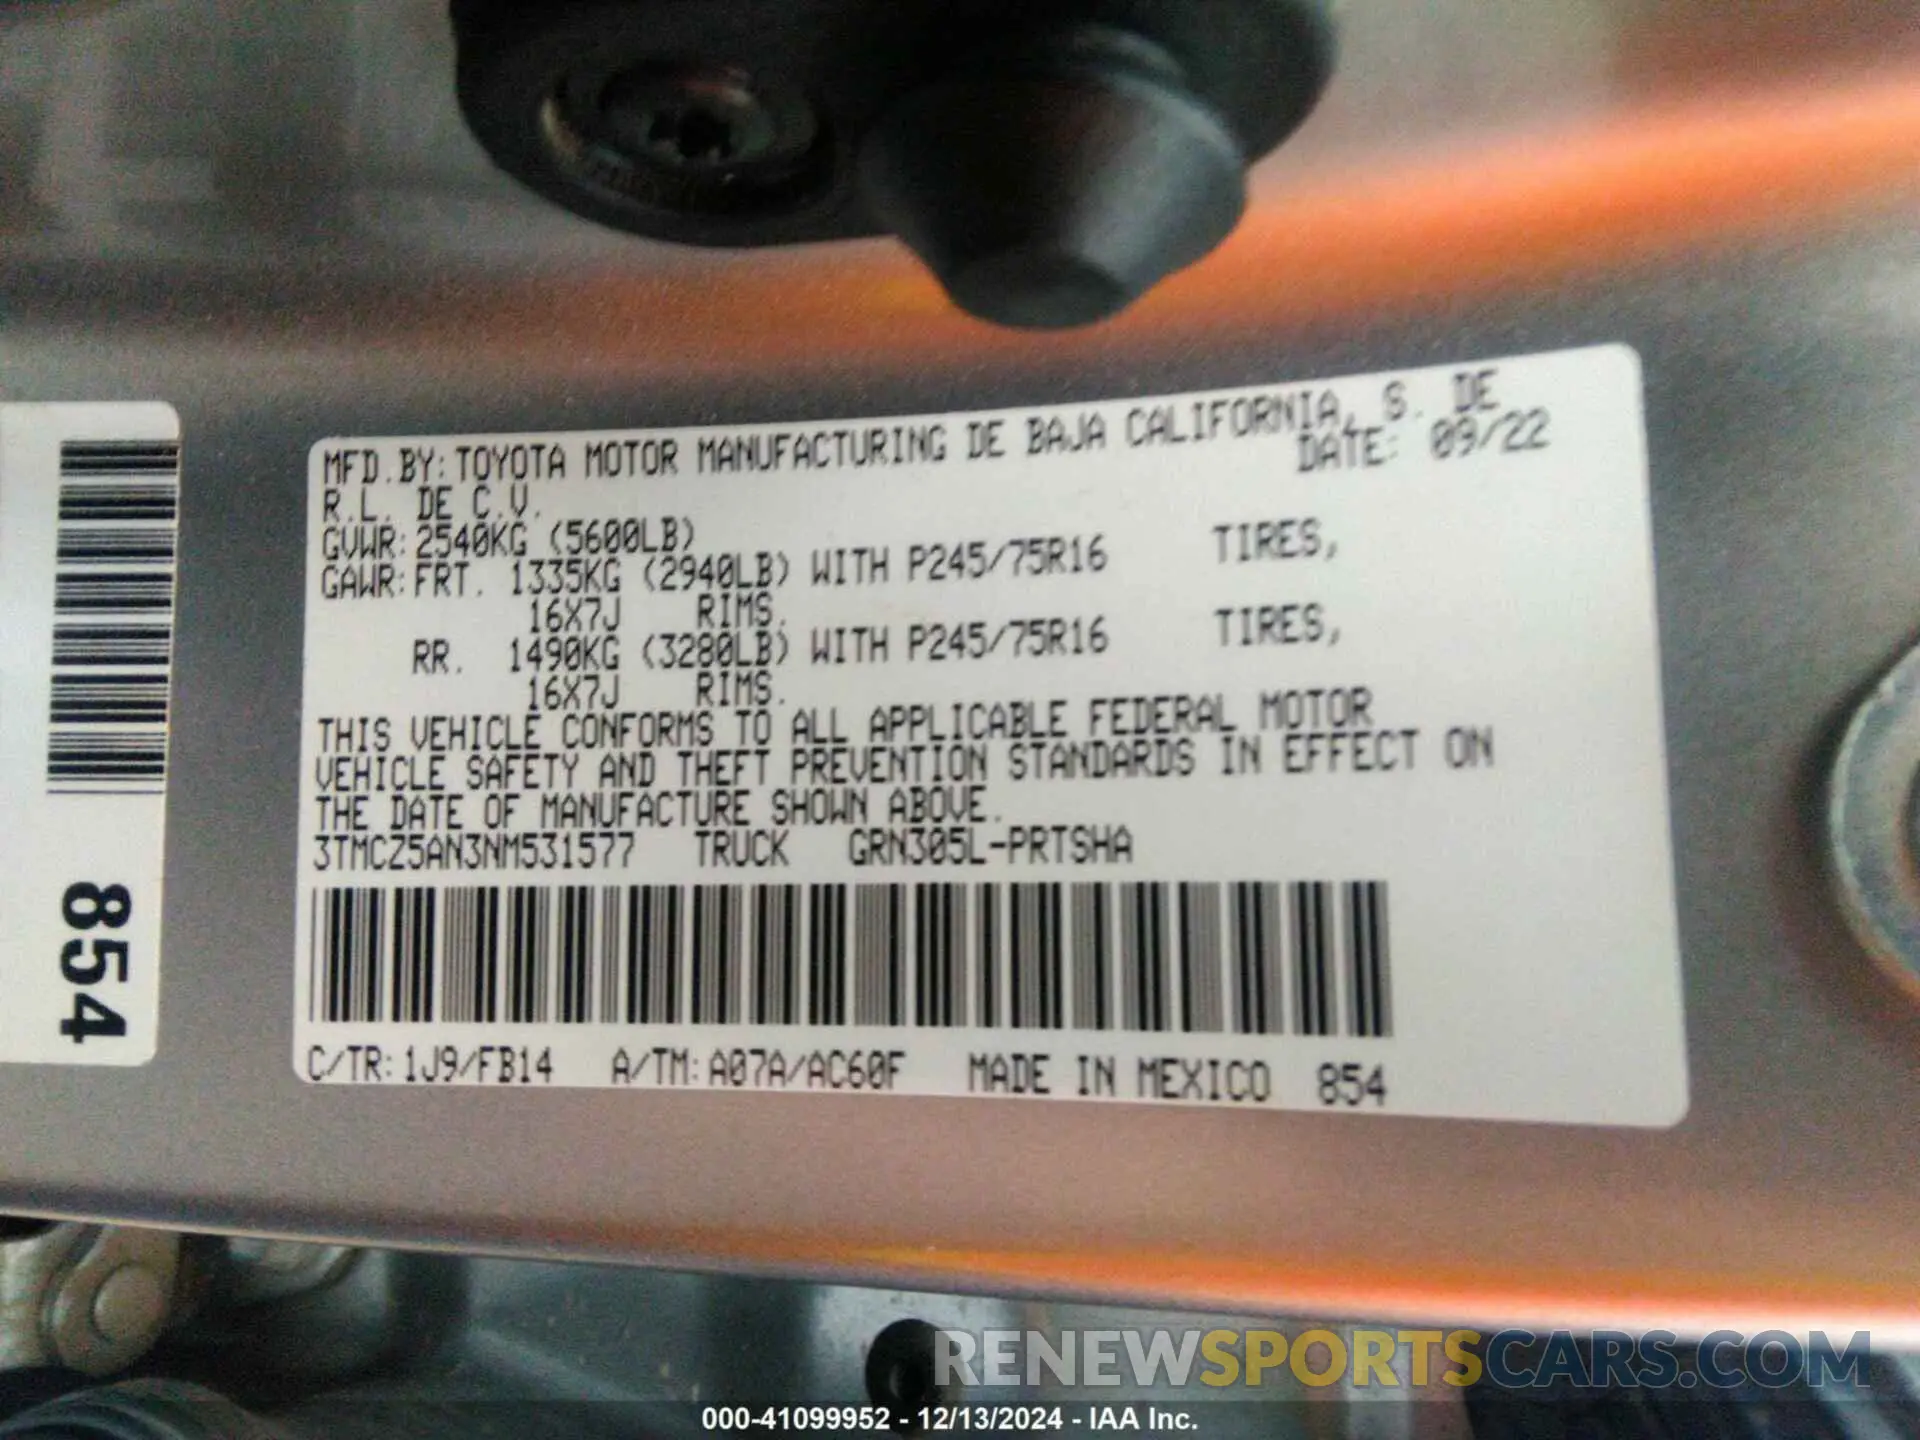 MFD.BY: TOYOTA MOTOR MANUFACTURING DE BAJA CALIFORNIA, S. DE
R.L. DE C.V. DATE: 09/22
GVWR: 2540KG (5600LB)
GAWR: FRT. 1335KG (2940LB) WITH P245/75R16 TIRES,
16X7J RIMS.
RR. 1490KG (3280LB) WITH P245/75R16 TIRES,
16X7J RIMS.
THIS VEHICLE CONFORMS TO ALL APPLICABLE FEDERAL MOTOR
VEHICLE SAFETY AND THEFT PREVENTION STANDARDS IN EFFECT ON
THE DATE OF MANUFACTURE SHOWN ABOVE.
3TMCZ5AN3NM531577 TRUCK GRN305L-PRTSHA
C/TR: 1J9/FB14 A/TM: A07A/AC60F MADE IN MEXICO 854
854
RENEWSPORTSCARS.COM
000-41099952 - 12/13/2024 - IAA Inc.